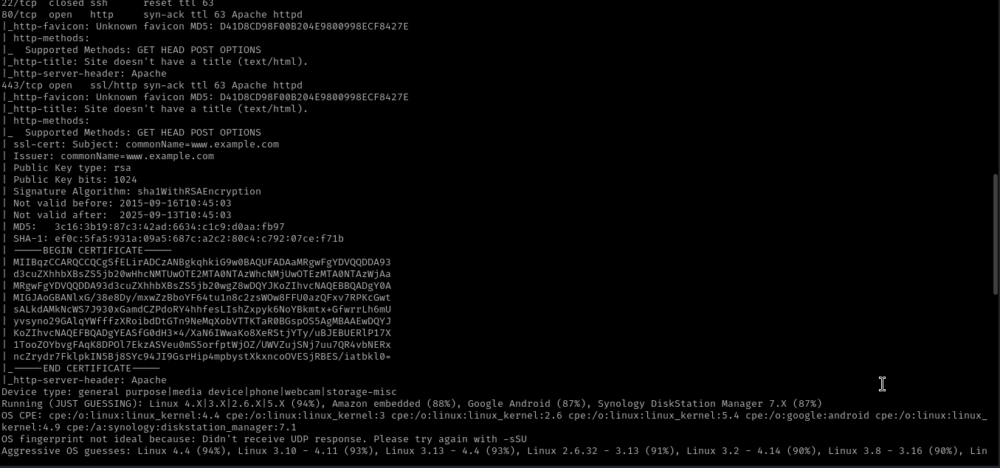 22/tcp  closed ssh      reset ttl 63
80/tcp  open   http     syn-ack ttl 63 Apache httpd
|_http-favicon: Unknown favicon MD5: D41D8CD98F00B204E9800998ECF8427E
| http-methods:
|_  Supported Methods: GET HEAD POST OPTIONS
|_http-title: Site doesn't have a title (text/html).
|_http-server-header: Apache
443/tcp open   ssl/http syn-ack ttl 63 Apache httpd
|_http-favicon: Unknown favicon MD5: D41D8CD98F00B204E9800998ECF8427E
|_http-title: Site doesn't have a title (text/html).
| http-methods:
|_  Supported Methods: GET HEAD POST OPTIONS
| ssl-cert: Subject: commonName=www.example.com
| Issuer: commonName=www.example.com
| Public Key type: rsa
| Public Key bits: 1024
| Signature Algorithm: sha1WithRSAEncryption
| Not valid before: 2015-09-16T10:45:03
| Not valid after:  2025-09-13T10:45:03
| MD5:   3c16:3b19:87c3:42ad:6634:c1c9:d0aa:fb97
| SHA-1: ef0c:5fa5:931a:09a5:687c:a2c2:80c4:c792:07ce:f71b
| -----BEGIN CERTIFICATE-----
| MIIBqzCCARQCCQCgSfELirADCzANBgkqhkiG9w0BAQUFADAaMRgwFgYDVQQDDA93
| d3cuZXhhbXBsZS5jb20wHhcNMTUwOTE2MTA0NTAzWhcNMjUwOTEzMTA0NTAzWjAa
| MRgwFgYDVQQDDA93d3cuZXhhbXBsZS5jb20wgZ8wDQYJKoZIhvcNAQEBBQADgY0A
| MIGJAoGBANlxG/38e8Dy/mxwZzBboYF64tu1n8c2zsWOw8FFU0azQFxv7RPKcGwt
| sALkdAMkNcWS7J930xGamdCZPdoRY4hhfesLIshZxpyk6NoYBkmtx+GfwrrLh6mU
| yvsyno29GAlqYWfffzXRoibdDtGTn9NeMqXobVTTKTaR0BGspOS5AgMBAAEwDQYJ
| KoZIhvcNAQEFBQADgYEASfG0dH3x4/XaN6IWwaKo8XeRStjYTy/uBJEBUERlP17X
| 1TooZOYbvgFAqK8DPOl7EkzASVeu0mS5orfptWjOZ/UWVZujSNj7uu7QR4vbNERx
| ncZrydr7FklpkIN5Bj8SYc94JI9GsrHip4mpbystXkxncoOVESjRBES/iatbkl0=
|_-----END CERTIFICATE-----
|_http-server-header: Apache
Device type: general purpose|media device|phone|webcam|storage-misc
Running (JUST GUESSING): Linux 4.X|3.X|2.6.X|5.X (94%), Amazon embedded (88%), Google Android (87%), Synology DiskStation Manager 7.X (87%)
OS CPE: cpe:/o:linux:linux_kernel:4.4 cpe:/o:linux:linux_kernel:3 cpe:/o:linux:linux_kernel:2.6 cpe:/o:linux:linux_kernel:5.4 cpe:/o:google:android cpe:/o:linux:linux_
kernel:4.9 cpe:/a:synology:diskstation_manager:7.1
OS fingerprint not ideal because: Didn't receive UDP response. Please try again with -sSU
Aggressive OS guesses: Linux 4.4 (94%), Linux 3.10 - 4.11 (93%), Linux 3.13 - 4.4 (93%), Linux 2.6.32 - 3.13 (91%), Linux 3.2 - 4.14 (90%), Linux 3.8 - 3.16 (90%), Lin